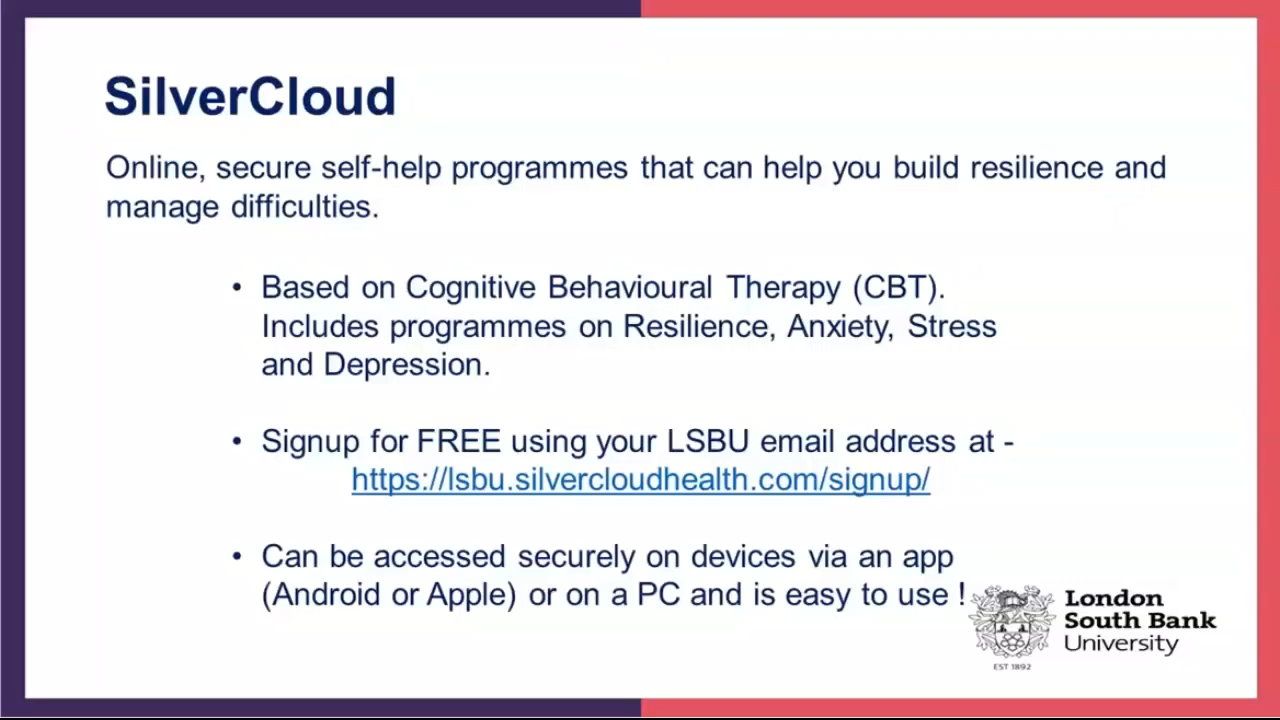 SilverCloud
Online, secure self-help programmes that can help you build resilience and
manage difficulties.
• Based on Cognitive Behavioural Therapy (CBT).
Includes programmes on Resilience, Anxiety, Stress
and Depression.
• Signup for FREE using your LSBU email address at -
https://lsbu.silvercloudhealth.com/signup/
• Can be accessed securely on devices via an app
(Android or Apple) or on a PC and is easy to use !
London
South Bank
University
EST 1892